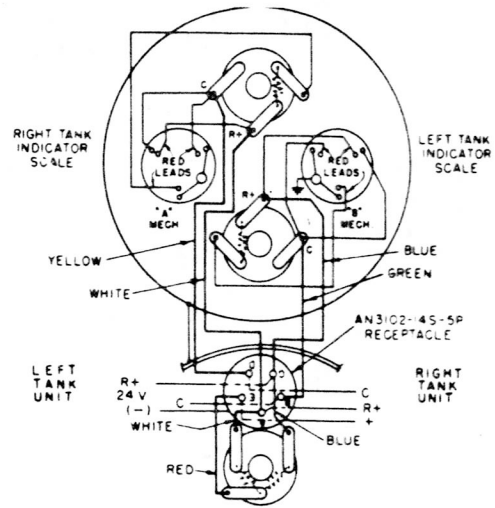 C
R+
RIGHT TANK
INDICATOR
SCALE
RED
LEADS
"A"
MECH
RED
LEADS
"B"
MECH
LEFT TANK
INDICATOR
SCALE
R+
C
YELLOW
WHITE
BLUE
GREEN
AN3102-14S-5P
RECEPTACLE
LEFT
TANK
UNIT
R+
24 V
(-)
C
WHITE
RED
C
R+
+
BLUE
RIGHT
TANK
UNIT